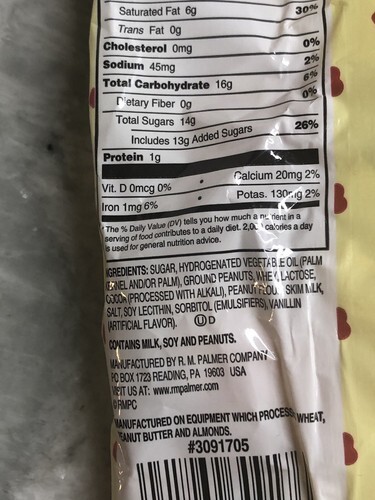 Saturated Fat 6g 30%
Trans Fat 0g
Cholesterol 0mg 0%
Sodium 45mg 2%
Total Carbohydrate 16g 6%
Dietary Fiber 0g 0%
Total Sugars 14g
Includes 13g Added Sugars 26%
Protein 1g
Vit. D 0mcg 0% • Calcium 20mg 2%
Iron 1mg 6% • Potas. 130mg 2%
*The % Daily Value (DV) tells you how much a nutrient in a
serving of food contributes to a daily diet. 2,000 calories a day
is used for general nutrition advice.
INGREDIENTS: SUGAR, HYDROGENATED VEGETABLE OIL (PALM
KERNEL AND/OR PALM), GROUND PEANUTS, WHEY, LACTOSE,
COCOA (PROCESSED WITH ALKALI), PEANUT FLOUR, SKIM MILK,
SALT, SOY LECITHIN, SORBITOL (EMULSIFIERS), VANILLIN
(ARTIFICIAL FLAVOR). Ⓤ D
CONTAINS MILK, SOY AND PEANUTS.
MANUFACTURED BY R. M. PALMER COMPANY
PO BOX 1723 READING, PA 19603 USA
VISIT US AT: www.rmpalmer.com
© RMPC
MANUFACTURED ON EQUIPMENT WHICH PROCESS WHEAT,
PEANUT BUTTER AND ALMONDS.
#3091705